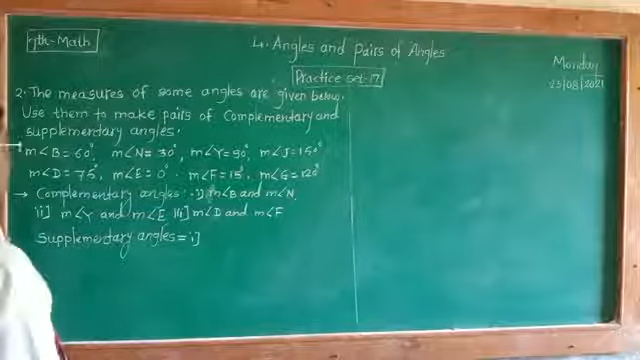 7th-Math
4. Angles and Pairs of Angles
Monday
23/08/2021
Practice set-17
2. The measures of some angles are given below.
Use them to make pairs of Complementary and
supplementary angles.
m∠B=60° m∠N=30°, m∠Y=90°, m∠J=150°
m∠D=75°, m∠E=0°. m∠F=15°. m∠G=120°
→ Complementary angles: i] m∠B and m∠N.
ii] m∠Y and m∠E iii] m∠D and m∠F
Supplementary angles= i]